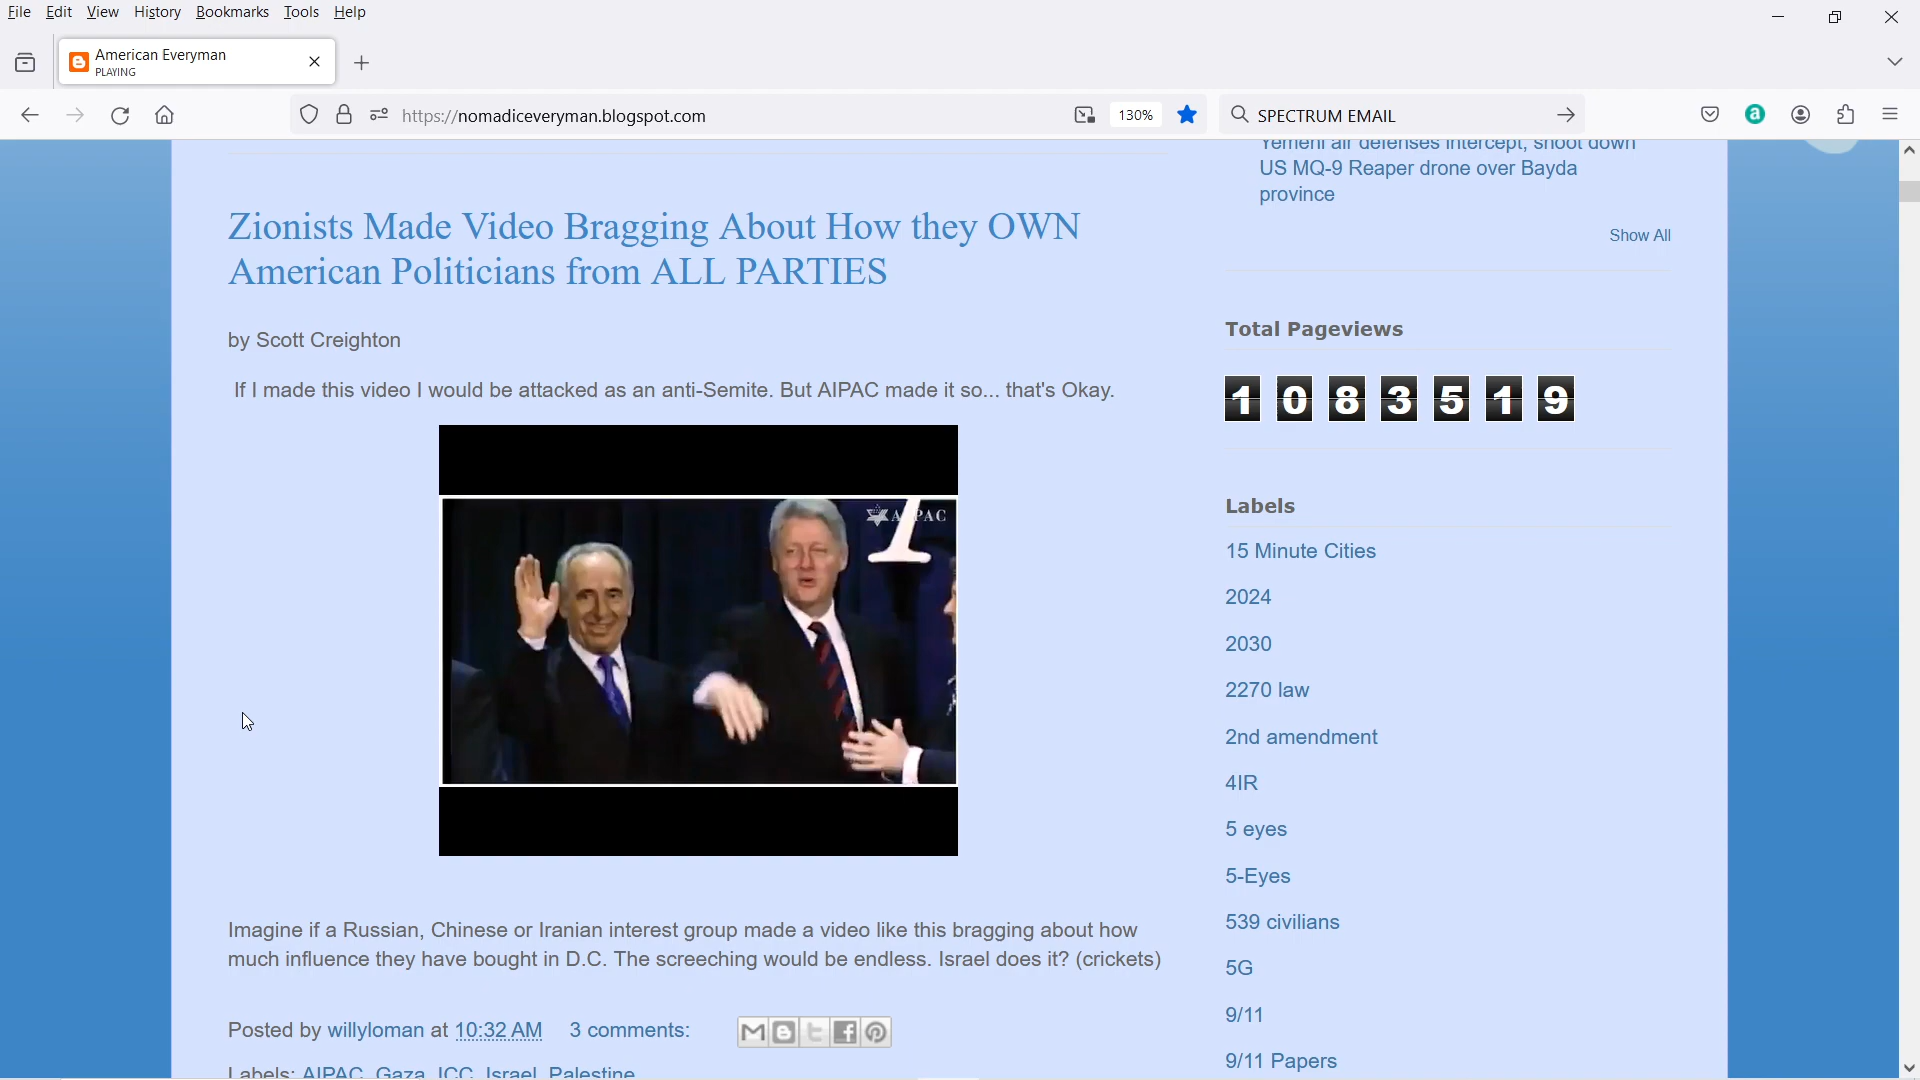 File Edit View History Bookmarks Tools Help
American Everyman
PLAYING
https://nomadiceveryman.blogspot.com
130%
SPECTRUM EMAIL
Yemeni air defenses intercept, shoot down
US MQ-9 Reaper drone over Bayda
province
Show All
Zionists Made Video Bragging About How they OWN
American Politicians from ALL PARTIES
by Scott Creighton
If I made this video I would be attacked as an anti-Semite. But AIPAC made it so... that's Okay.
AIPAC
Imagine if a Russian, Chinese or Iranian interest group made a video like this bragging about how
much influence they have bought in D.C. The screeching would be endless. Israel does it? (crickets)
Posted by willyloman at 10:32 AM 3 comments:
Labels: AIPAC, Gaza, ICC, Israel, Palestine
Total Pageviews
1083519
Labels
15 Minute Cities
2024
2030
2270 law
2nd amendment
4IR
5 eyes
5-Eyes
539 civilians
5G
9/11
9/11 Papers